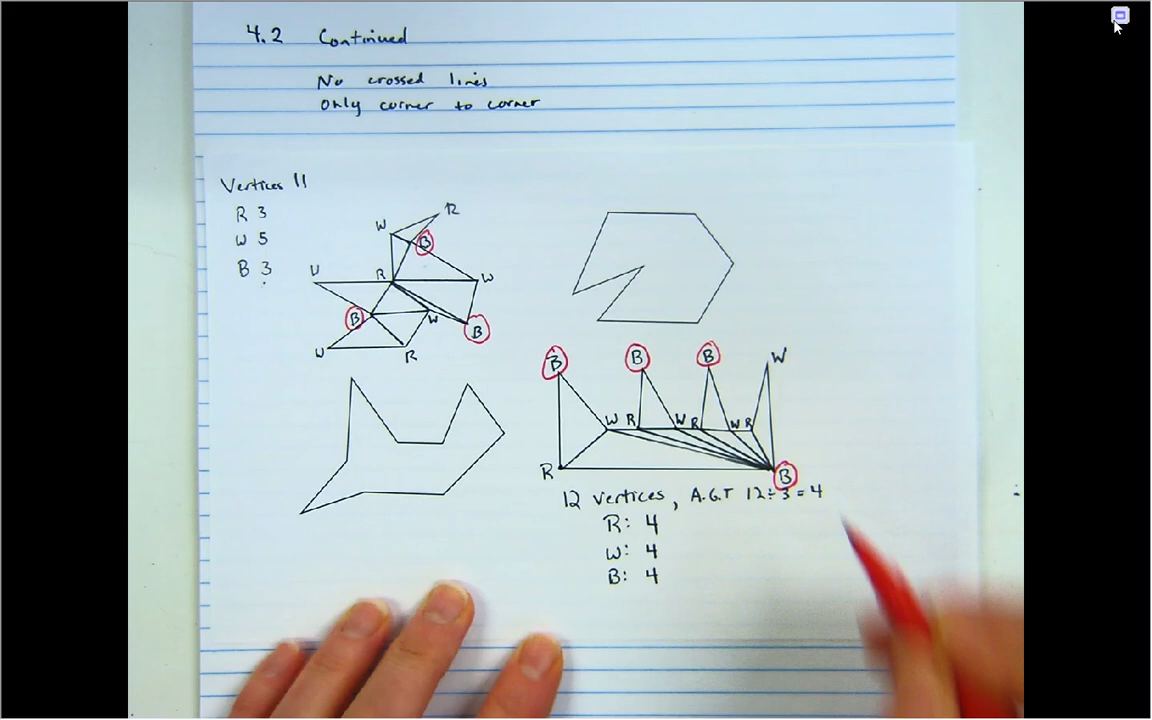 4.2 Continued
No crossed lines
Only corner to corner
Vertices 11
R 3
W 5
B 3
R
W
B
U
R
W
B
W
B
W
R
B
B
B
W
W
R
W
R
W
R
R
B
12 vertices, A.G.T 12÷3=4
R: 4
W: 4
B: 4